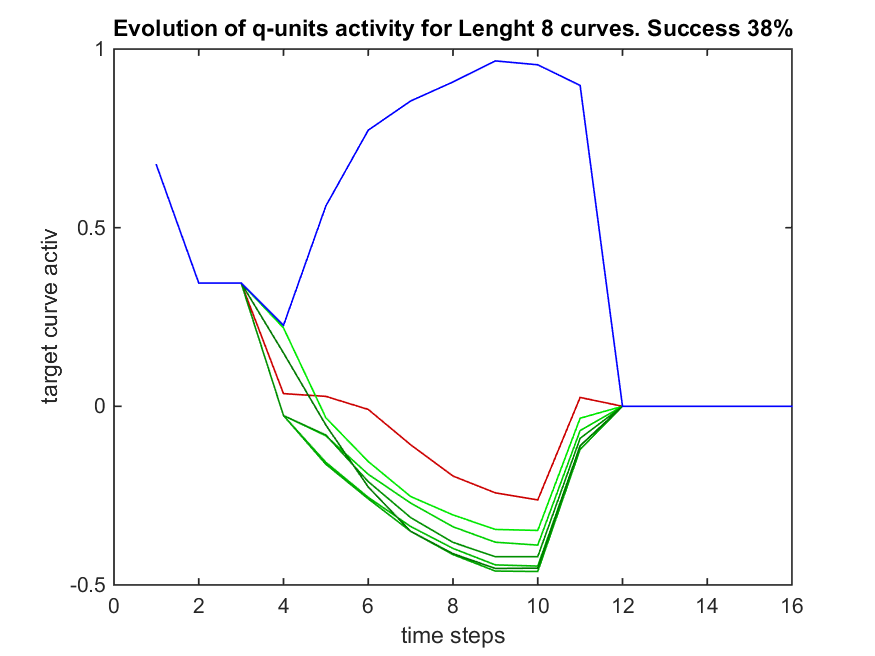 Evolution of q-units activity for Lenght 8 curves. Success 38%
1
0.5
0
-0.5
target curve activ
0 2 4 6 8 10 12 14 16
time steps